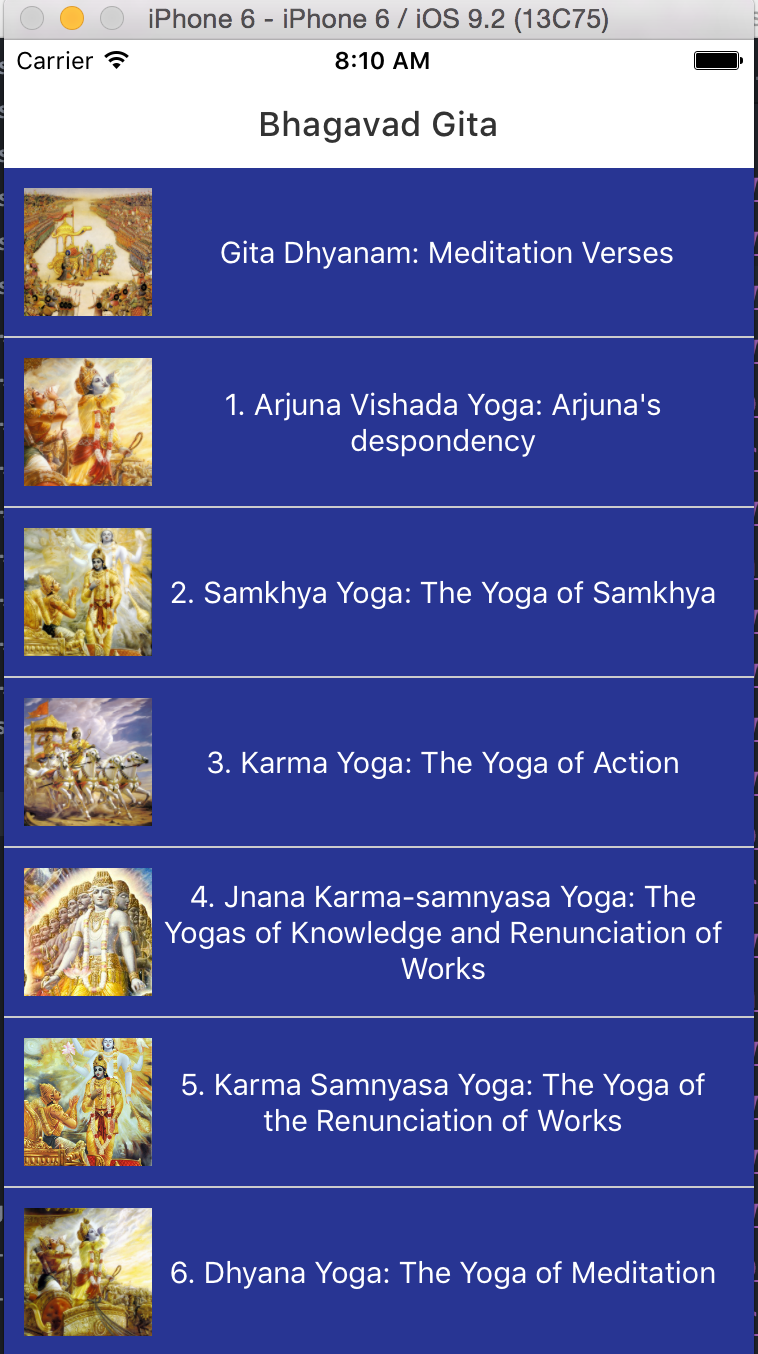 iPhone 6 - iPhone 6 / iOS 9.2 (13C75)
Carrier 8:10 AM
Bhagavad Gita
Gita Dhyanam: Meditation Verses
1. Arjuna Vishada Yoga: Arjuna's
despondency
2. Samkhya Yoga: The Yoga of Samkhya
3. Karma Yoga: The Yoga of Action
4. Jnana Karma-samnyasa Yoga: The
Yogas of Knowledge and Renunciation of
Works
5. Karma Samnyasa Yoga: The Yoga of
the Renunciation of Works
6. Dhyana Yoga: The Yoga of Meditation